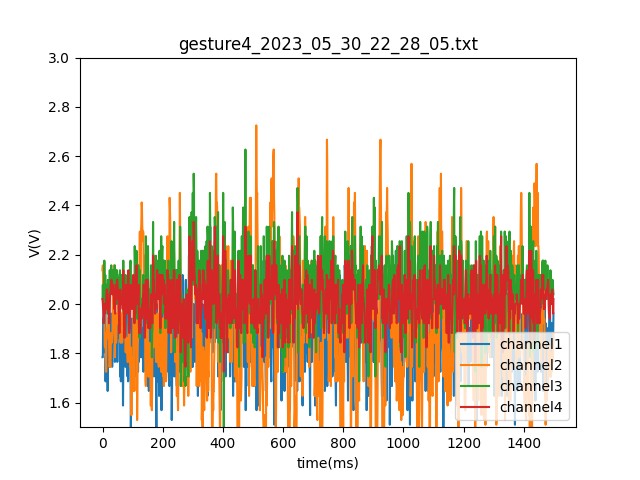 gesture4_2023_05_30_22_28_05.txt
3.0
2.8
2.6
2.4
2.2
2.0
1.8
1.6
V(V)
channel1
channel2
channel3
channel4
0 200 400 600 800 1000 1200 1400
time(ms)